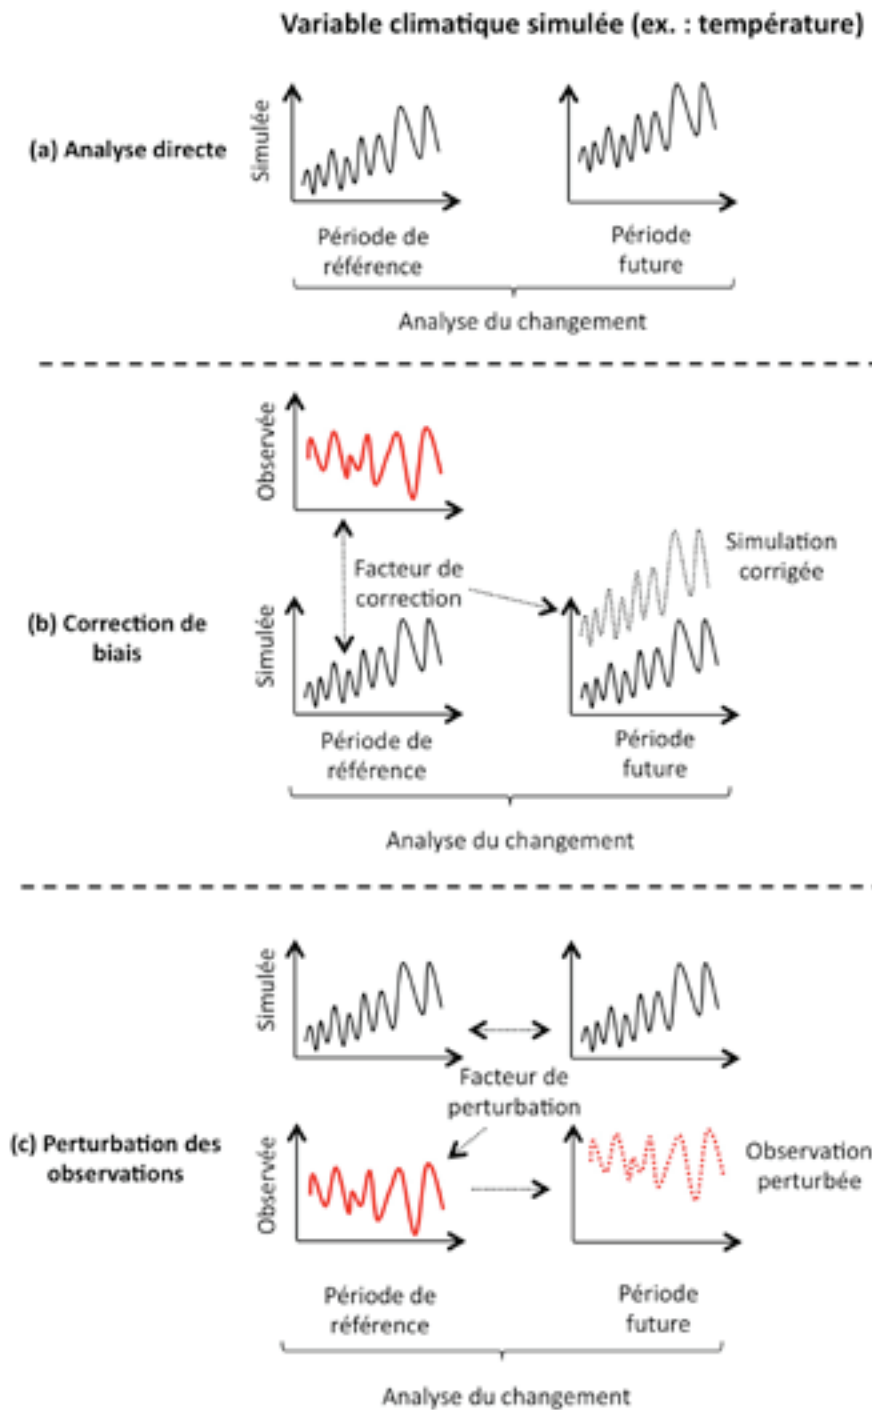 Variable climatique simulée (ex. : température)
(a) Analyse directe
Simulée
Période de
référence
Période
future
Analyse du changement
Observée
Simulation
corrigée
Facteur de
correction
(b) Correction de
biais
Simulée
Période de
référence
Période
future
Analyse du changement
Simulée
Facteur de
perturbation
(c) Perturbation des
observations
Observée
Observation
perturbée
Période de
référence
Période
future
Analyse du changement